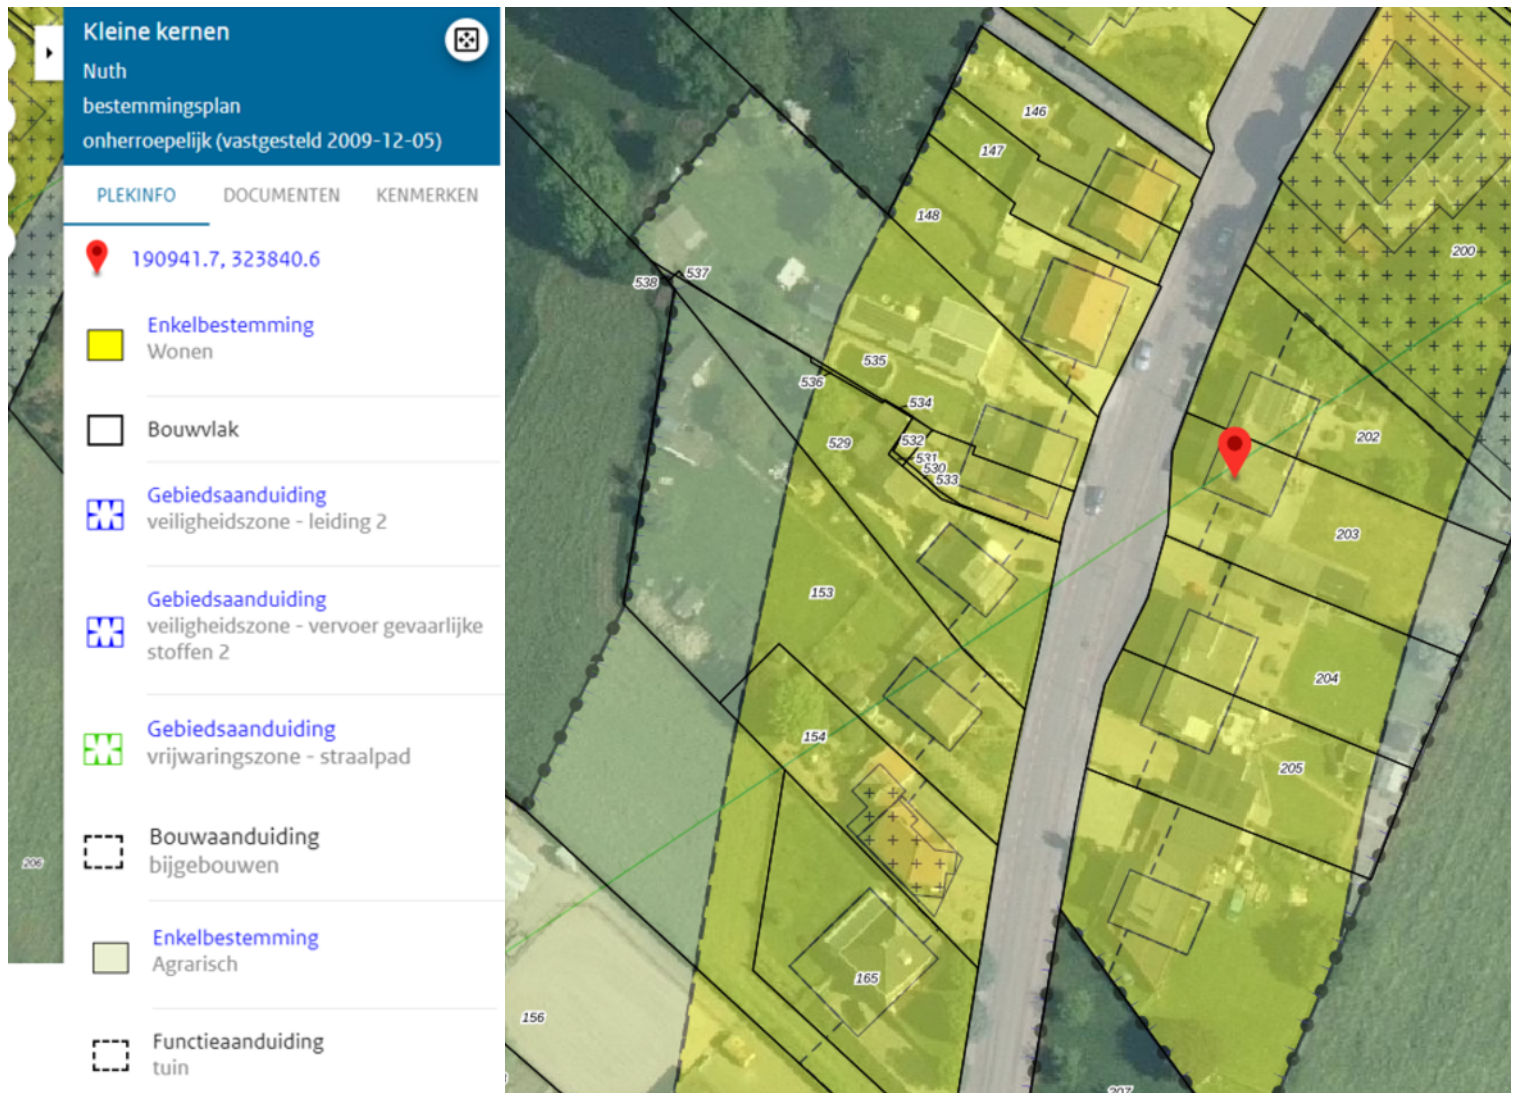 Kleine kernen
Nuth
bestemmingsplan
onherroepelijk (vastgesteld 2009-12-05)
PLEKINFO DOCUMENTEN KENMERKEN
190941.7, 323840.6
Enkelbestemming
Wonen
Bouwvlak
Gebiedsaanduiding
veiligheidszone - leiding 2
Gebiedsaanduiding
veiligheidszone - vervoer gevaarlijke
stoffen 2
Gebiedsaanduiding
vrijwaringszone - straalpad
Bouwaanduiding
bijgebouwen
Enkelbestemming
Agrarisch
Functieaanduiding
tuin
206
146
147
148
200
537
538
535
536
534
202
529
532
531
530
533
203
153
204
154
205
165
156
207